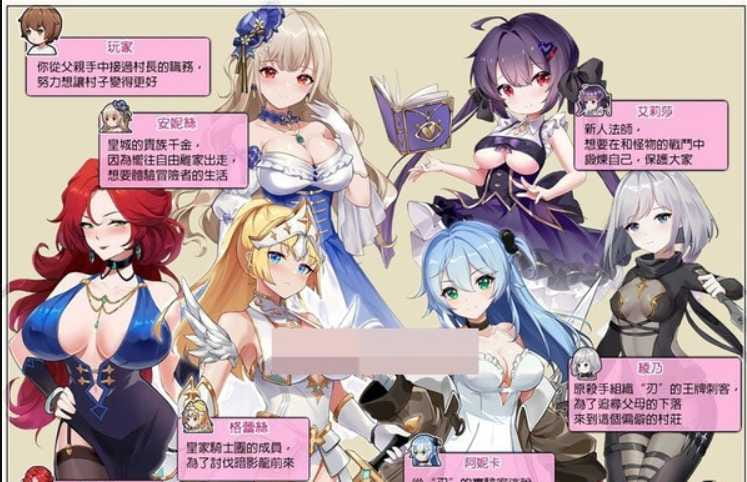 玩家
你從父親手中接過村長的職務，
努力想讓村子變得更好
安妮絲
皇城的貴族千金，
因為嚮往自由離家出走，
想要體驗冒險者的生活
艾莉莎
新人法師，
想要在和怪物的戰鬥中
鍛煉自己，保護大家
綾乃
原殺手組織“刃”的王牌刺客，
為了追尋父母的下落
來到這個偏僻的村莊
格蕾絲
皇家騎士團的成員，
為了討伐暗影龍前來
阿妮卡